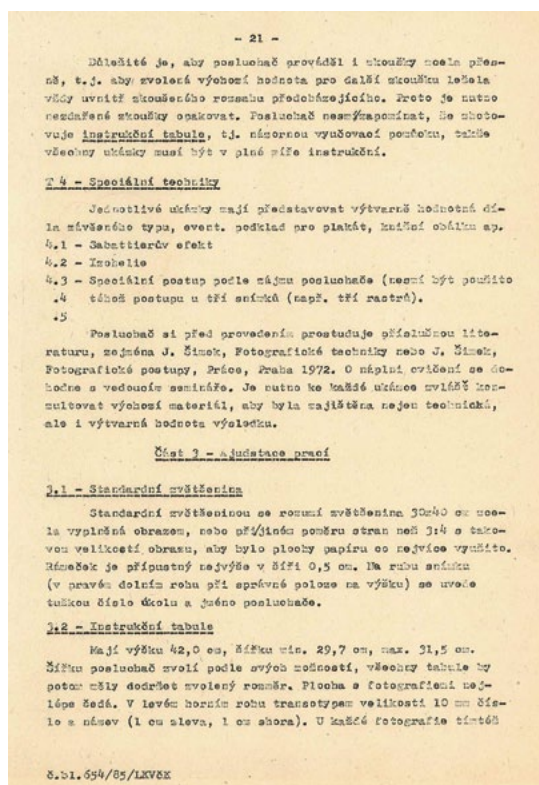 - 21 -
Důležité je, aby posluchač prováděl i zkoušky zcela přes-
ně, t.j. aby zvolená výchozí hodnota pro další zkoušku ležela
vždy uvnitř zkoušeného rozsahu předcházejícího. Proto je nutno
nezdařené zkoušky opakovat. Posluchač nesmýzapomínat, že zhoto-
vuje instrukční tabule, tj. názornou vyučovací pomůcku, takže
všechny ukázky musí být v plné míře instrukční.
T 4 - Speciální techniky
Jednotlivé ukázky mají představovat výtvarně hodnotná dí-
la závěsného typu, event. podklad pro plakát, knižní obálku ap.
4.1 - Sabattierův efekt
4.2 - Izohelie
4.3 - Speciální postup podle zájmu posluchače (nesmí být použito
.4 téhož postupu u tří snímků (např. tří rastrů).
.5
Posluchač si před provedením prostuduje příslušnou lite-
raturu, zejména J. Šimek, Fotografické techniky nebo J. Šimek,
Fotografické postupy, Práce, Praha 1972. O náplni cvičení se do-
hodne s vedoucím semináře. Je nutno ke každé ukázce zvláště kon-
zultovat výchozí materiál, aby byla zajištěna nejen technická,
ale i výtvarná hodnota výsledku.
Část 3 - Ajudstace prací
3.1 - Standardní zvětšenina
Standardní zvětšeninou se rozumí zvětšenina 30x40 cm zce-
la vyplněná obrazem, nebo při/jiném poměru stran než 3:4 s tako-
vou velikostí obrazu, aby bylo plochy papíru co nejvíce využito.
Rámeček je přípustný nejvýše v šíři 0,5 cm. Na rubu snímku
(v pravém dolním rohu při správné poloze na výšku) se uvede
tužkou číslo úkolu a jméno posluchače.
3.2 - Instrukční tabule
Mají výšku 42,0 cm, šířku min. 29,7 cm, max. 31,5 cm.
Šířku posluchač zvolí podle svých možností, všechny tabule by
potom měly dodržet zvolený rozměr. Plocha s fotografiemi nej-
lépe šedá. V levém horním rohu transotypem velikosti 10 mm čís-
lo a název (1 cm zleva, 1 cm shora). U každé fotografie tímtéž
č.bl.654/85/LKVčK